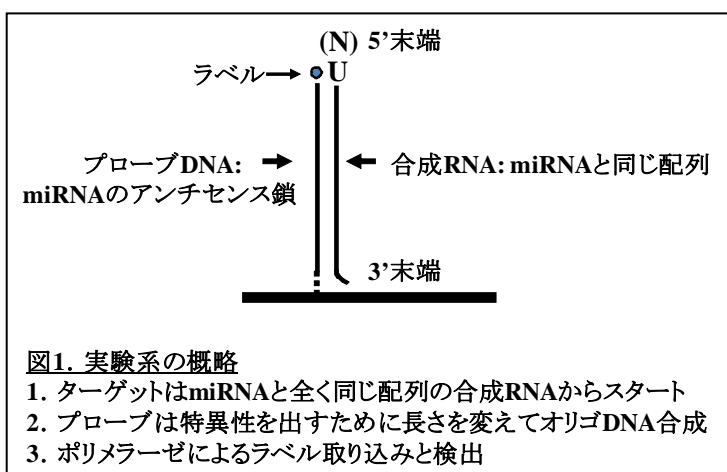 (N) 5’末端
ラベル
U
プローブDNA:
miRNAのアンチセンス鎖
合成RNA: miRNAと同じ配列
3’末端
図1. 実験系の概略
1. ターゲットはmiRNAと全く同じ配列の合成RNAからスタート
2. プローブは特異性を出すために長さを変えてオリゴDNA合成
3. ポリメラーゼによるラベル取り込みと検出